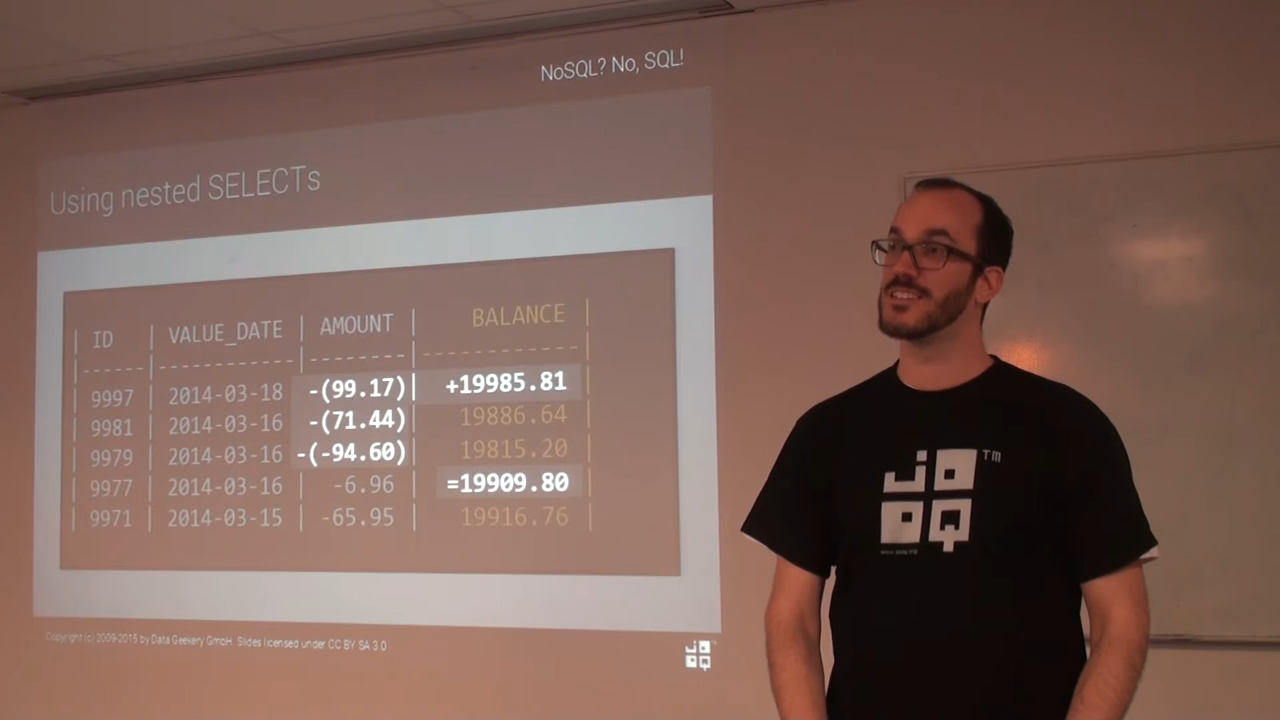 NoSQL? No, SQL!
Using nested SELECTs
| ID | VALUE_DATE | AMOUNT | BALANCE |
|------|------------|--------|-----------|
| 9997 | 2014-03-18 | -(99.17)| +19985.81 |
| 9981 | 2014-03-16 | -(71.44)| 19886.64 |
| 9979 | 2014-03-16 | -(-94.60)| 19815.20 |
| 9977 | 2014-03-16 | -6.96 | =19909.80 |
| 9971 | 2014-03-15 | -65.95 | 19916.76 |
Copyright (c) 2009-2015 by Data Geekery GmbH. Slides licensed under CC BY SA 3.0
jOOQ
jOOQ™